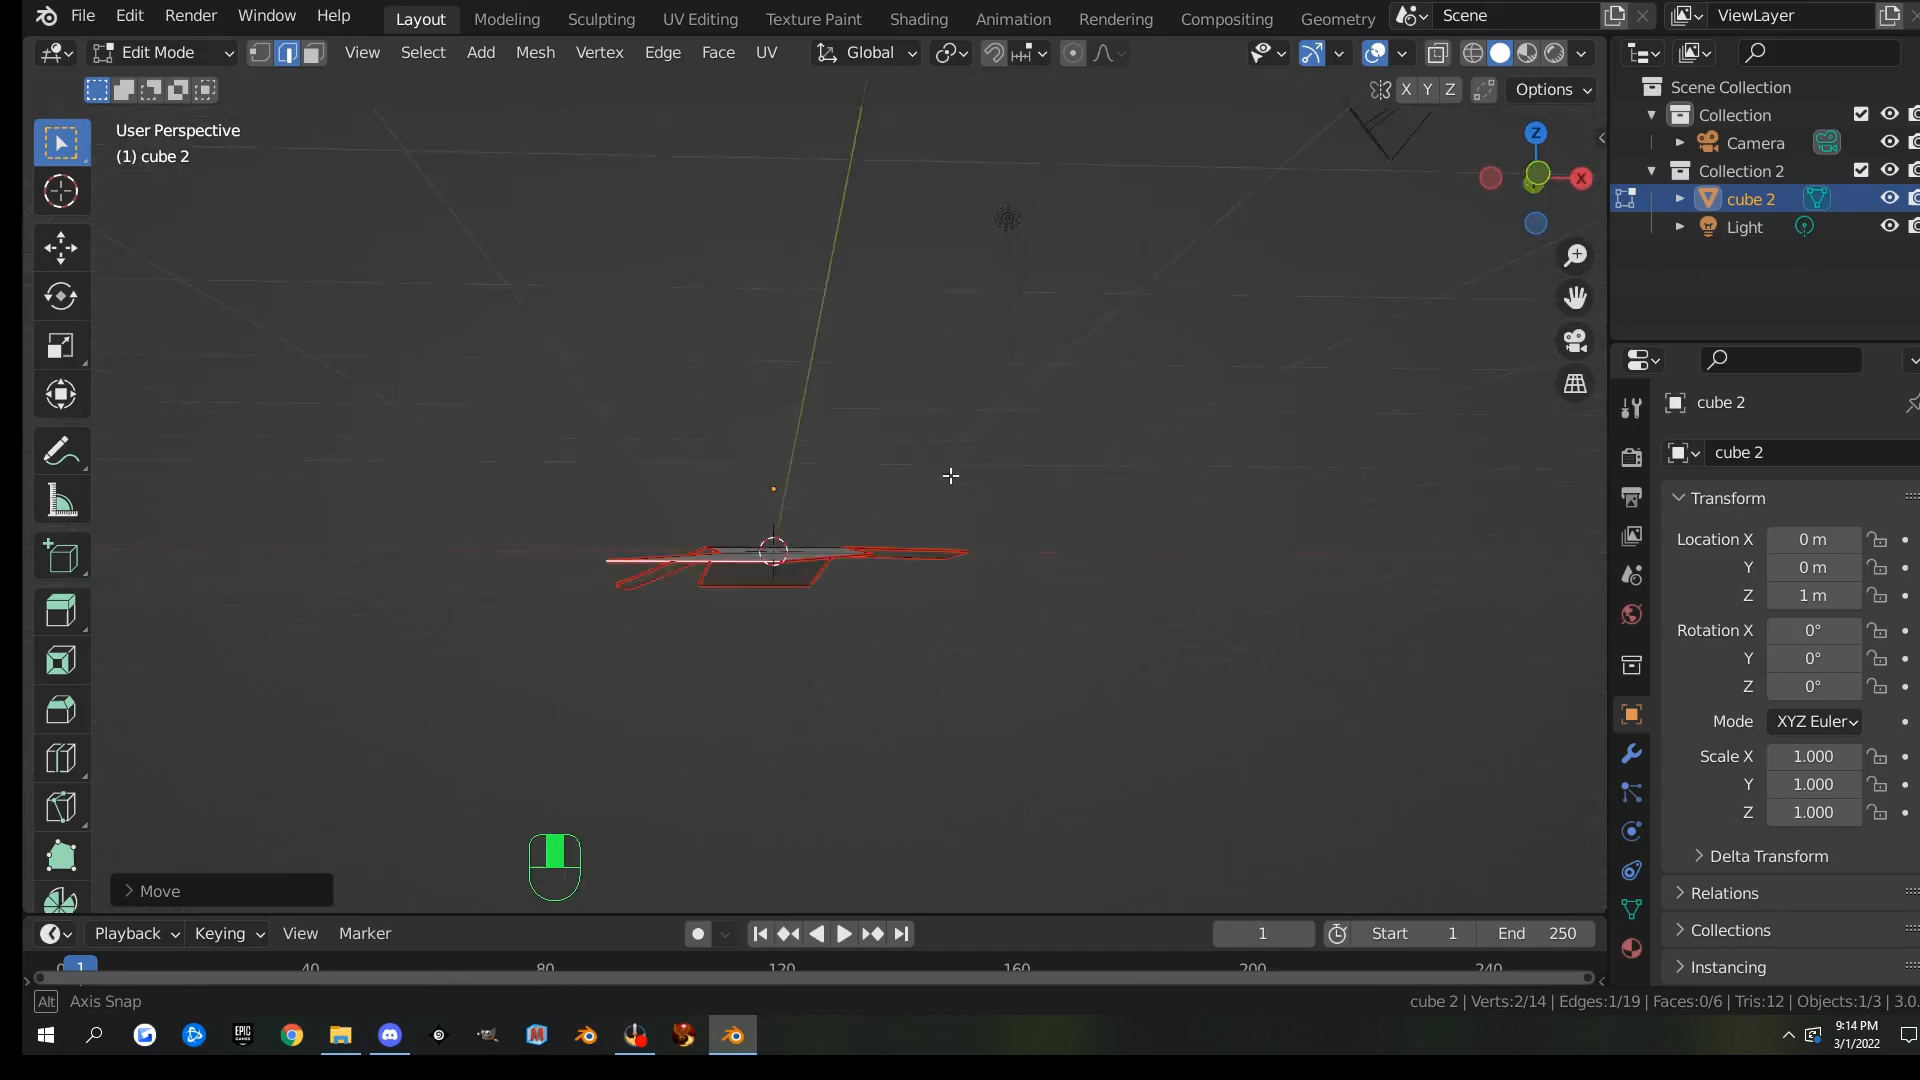 File Edit Render Window Help Layout Modeling Sculpting UV Editing Texture Paint Shading Animation Rendering Compositing Geometry Scene ViewLayer
Edit Mode View Select Add Mesh Vertex Edge Face UV Global
X Y Z Options
User Perspective
(1) cube 2
Z
X
Scene Collection
Collection
Camera
Collection 2
cube 2
Light
cube 2
cube 2
Transform
Location X 0 m
Y 0 m
Z 1 m
Rotation X 0°
Y 0°
Z 0°
Mode XYZ Euler
Scale X 1.000
Y 1.000
Z 1.000
Delta Transform
Relations
Collections
Instancing
Move
Playback Keying View Marker 1 Start 1 End 250
0 1 40 80 120 160 200 240
Alt Axis Snap cube 2 | Verts:2/14 | Edges:1/19 | Faces:0/6 | Tris:12 | Objects:1/3 | 3.0.
EPIC GAMES
9:14 PM
3/1/2022